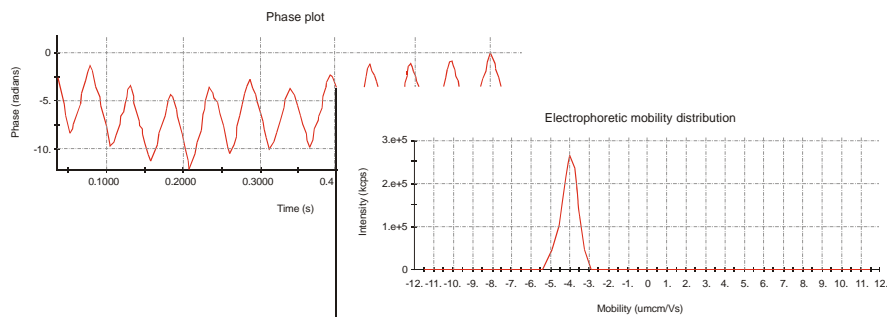 Phase plot
0
-5.
-10.
Phase (radians)
0.1000 0.2000 0.3000 0.4
Time (s)
Electrophoretic mobility distribution
3.e+5
2.e+5
1.e+5
0
Intensity (kcps)
-12. -11. -10. -9. -8. -7. -6. -5. -4. -3. -2. -1. 0 1. 2. 3. 4. 5. 6. 7. 8. 9. 10. 11. 12.
Mobility (umcm/Vs)